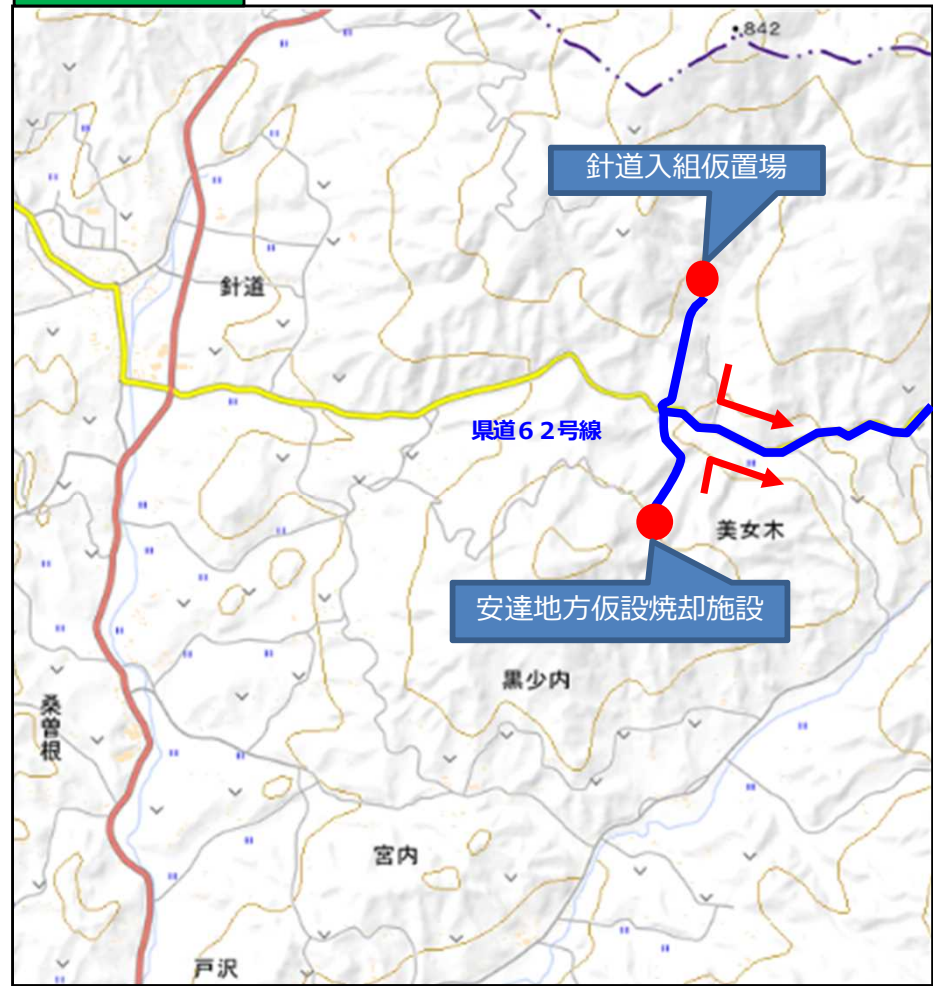 842
針道入組仮置場
針道
県道６２号線
美女木
安達地方仮設焼却施設
黒少内
桑曽根
宮内
戸沢